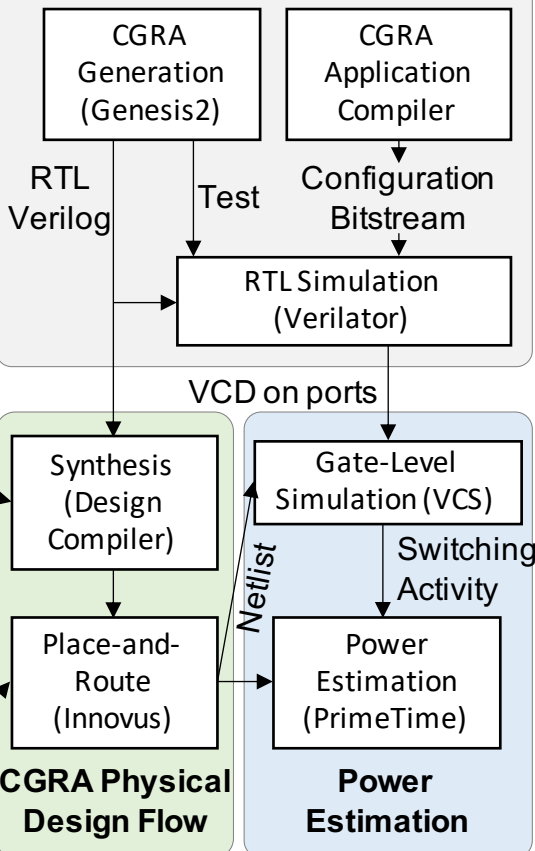 CGRA
Generation
(Genesis2)
CGRA
Application
Compiler
RTL
Verilog
Test
Configuration
Bitstream
RTL Simulation
(Verilator)
VCD on ports
Synthesis
(Design
Compiler)
Gate-Level
Simulation (VCS)
Netlist
Switching
Activity
Place-and-
Route
(Innovus)
Power
Estimation
(PrimeTime)
CGRA Physical
Design Flow
Power
Estimation